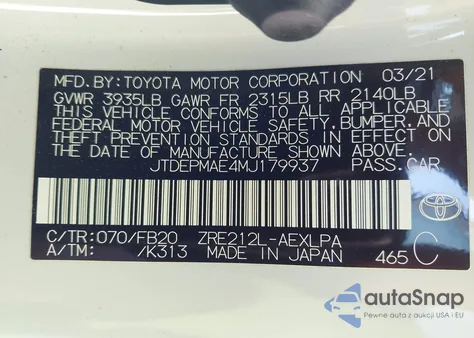 MFD. BY: TOYOTA MOTOR CORPORATION 03/21
GVWR 3935LB GAWR FR 2315LB RR 2140LB
THIS VEHICLE CONFORMS TO ALL APPLICABLE
FEDERAL MOTOR VEHICLE SAFETY, BUMPER, AND
THEFT PREVENTION STANDARDS IN EFFECT ON
THE DATE OF MANUFACTURE SHOWN ABOVE.
JTDEPMAE4MJ179937 PASS. CAR
C/TR: 070/FB20 ZRE212L-AEXLPA
A/TM: /K313 MADE IN JAPAN 465 C
TOYOTA
autoSnap
Pewne auta z aukcji USA i EU